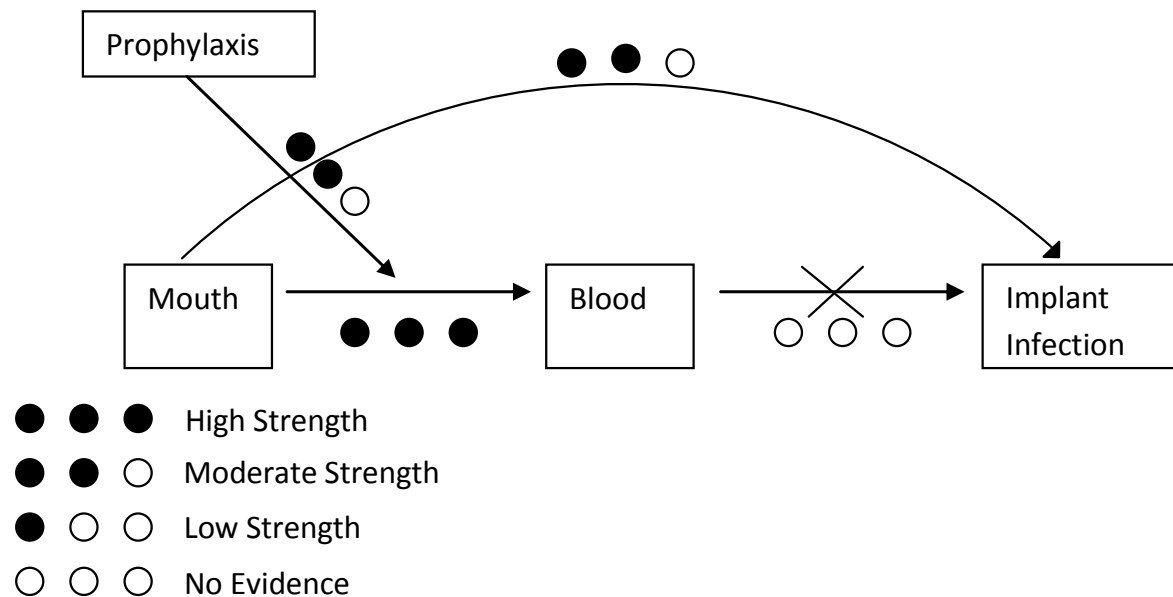 Prophylaxis
Mouth
Blood
Implant
Infection
High Strength
Moderate Strength
Low Strength
No Evidence